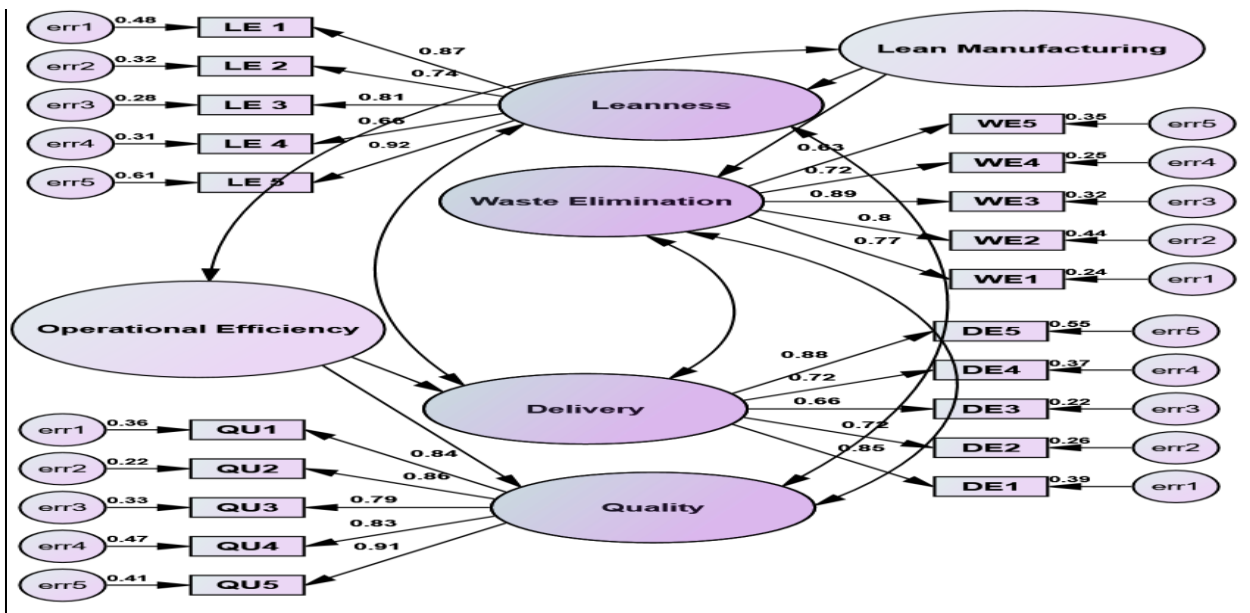 err1 0.48 LE 1
err2 0.32 LE 2
err3 0.28 LE 3
err4 0.31 LE 4
err5 0.61 LE 5
0.87
0.74
0.81
0.66
0.92
Lean Manufacturing
Leanness
Waste Elimination
0.63
0.72
0.89
0.8
0.77
WE5 0.35 err5
WE4 0.25 err4
WE3 0.32 err3
WE2 0.44 err2
WE1 0.24 err1
Operational Efficiency
Delivery
0.88
0.72
0.66
0.72
0.85
DE5 0.55 err5
DE4 0.37 err4
DE3 0.22 err3
DE2 0.26 err2
DE1 0.39 err1
err1 0.36 QU1
err2 0.22 QU2
err3 0.33 QU3
err4 0.47 QU4
err5 0.41 QU5
0.84
0.86
0.79
0.83
0.91
Quality